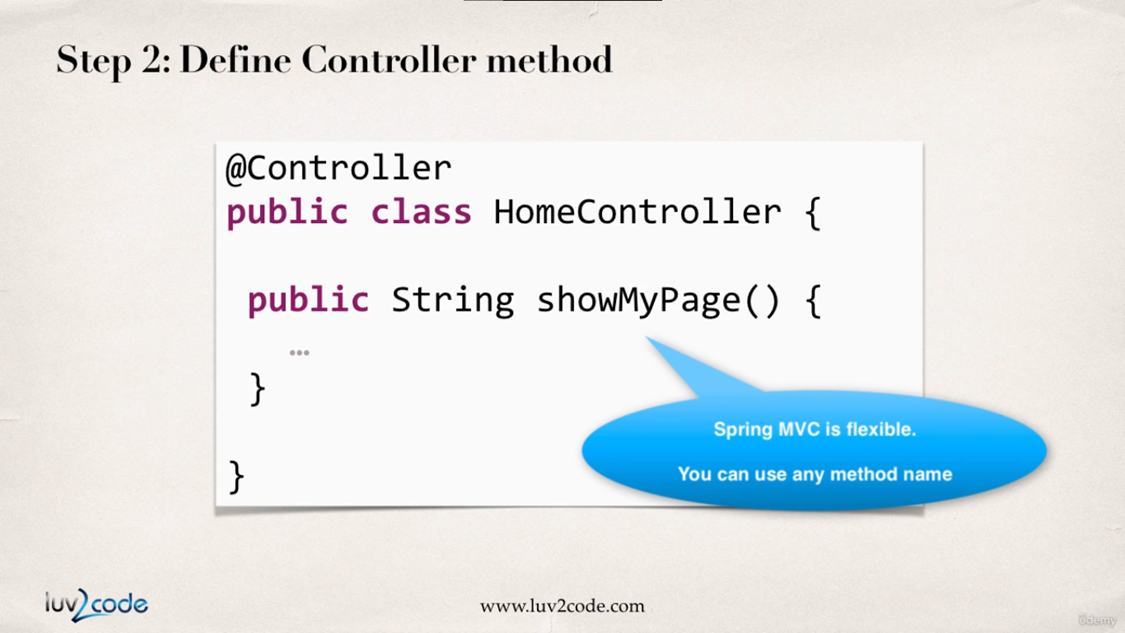 Step 2: Define Controller method
@Controller
public class HomeController {
public String showMyPage() {
...
}
}
Spring MVC is flexible.
You can use any method name
luv2code
www.luv2code.com
ûdemy